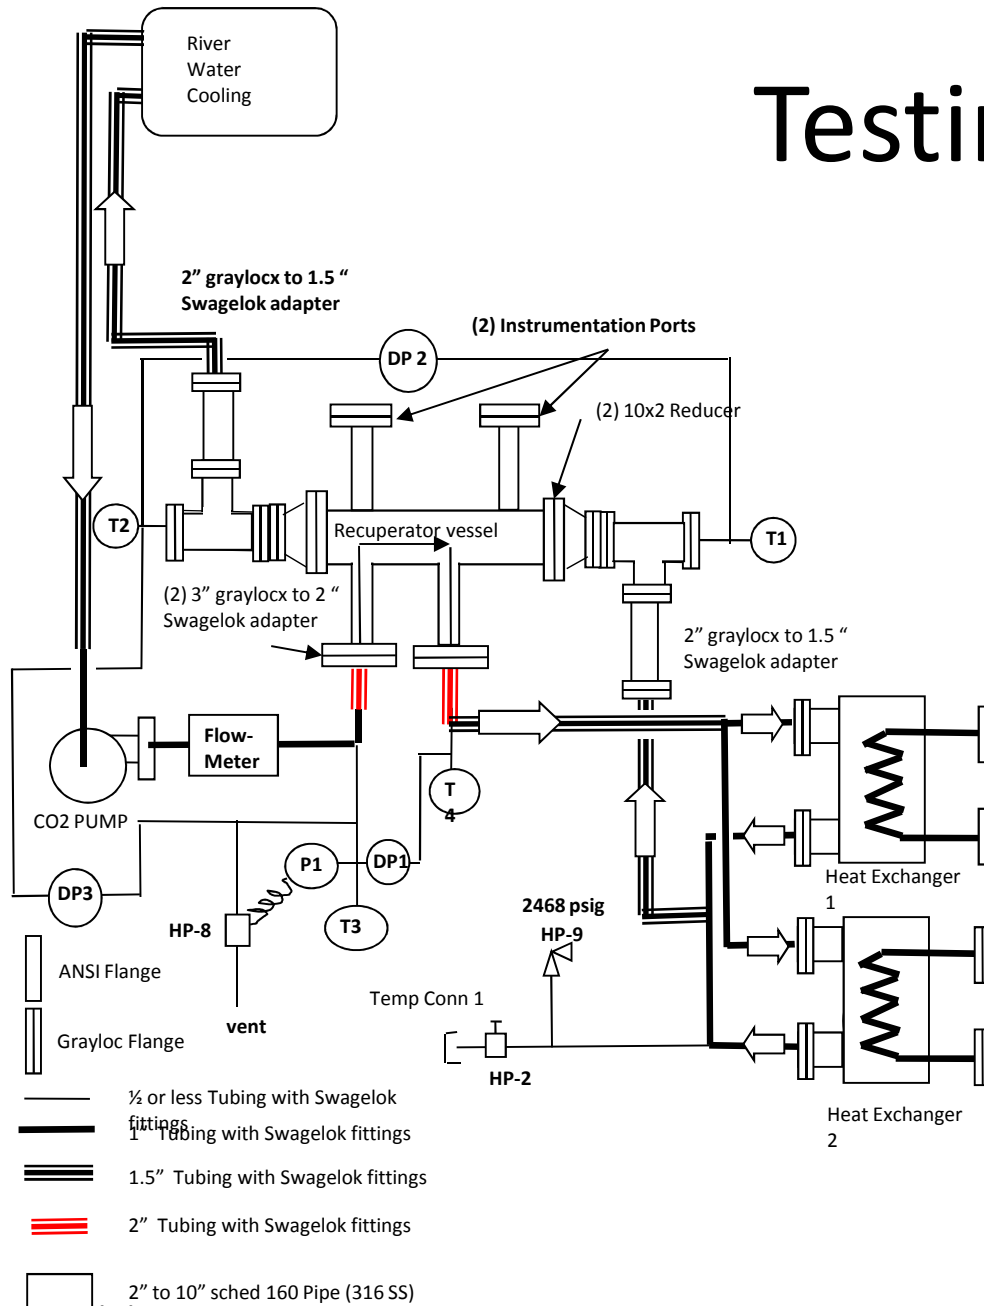 River
Water
Cooling
Testin
2” graylocx to 1.5 “
Swagelok adapter
(2) Instrumentation Ports
DP 2
(2) 10x2 Reducer
T2
Recuperator vessel
T1
(2) 3” graylocx to 2 “
Swagelok adapter
2” graylocx to 1.5 “
Swagelok adapter
Flow-
Meter
T
4
CO2 PUMP
P1
DP1
DP3
Heat Exchanger
1
2468 psig
HP-9
HP-8
T3
ANSI Flange
Temp Conn 1
vent
Grayloc Flange
HP-2
½ or less Tubing with Swagelok
fittings
1” Tubing with Swagelok fittings
Heat Exchanger
2
1.5” Tubing with Swagelok fittings
2” Tubing with Swagelok fittings
2” to 10” sched 160 Pipe (316 SS)